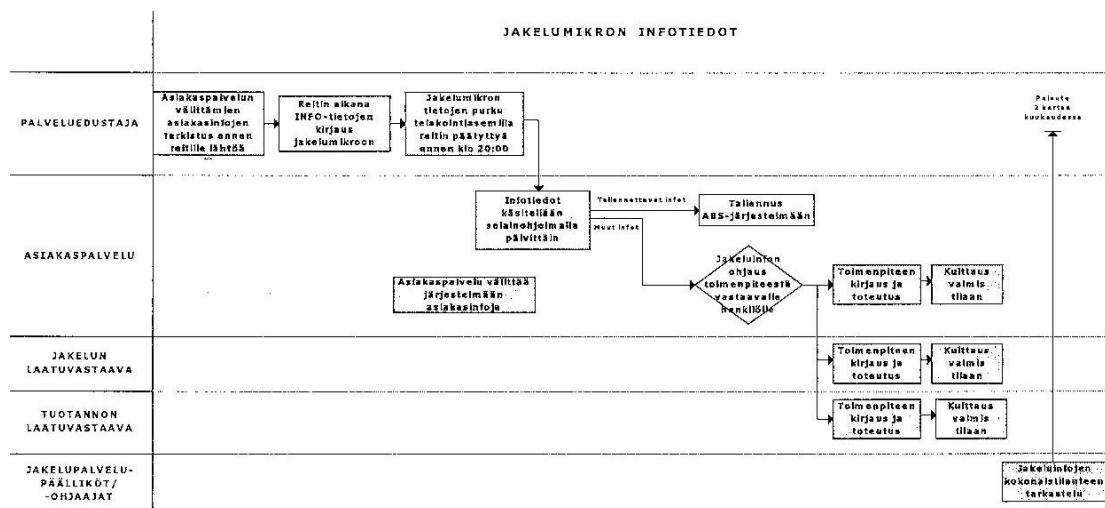 JAKELUMIKRON INFOTIEDOT
PALVELUEDUSTAJA
Asiakaspalvelun
välittämien
asiakasinfojen
tarkistus ennen
reitille lähtöä
Reitin aikana
INFO-tietojen
kirjaus
jakelumikroon
Jakelumikron
tietojen purku
telakointiasemilla
reitin päätyttyä
ennen klo 20:00
Palaute
2 kertaa
kuukaudessa
ASIAKASPALVELU
Infotiedot
käsitellään
selainohjelmalla
päivittäin
Tallennettavat infot
Muut infot
Tallennus
ABS-järjestelmään
Asiakaspalvelu välittää
järjestelmään
asiakasinfoja
Jakeluinfon
ohjaus
toimenpiteestä
vastaavalle
henkilölle
Toimenpiteen
kirjaus ja
toteutus
Kuittaus
valmis
tilaan
JAKELUN
LAATUVASTAAVA
Toimenpiteen
kirjaus ja
toteutus
Kuittaus
valmis
tilaan
TUOTANNON
LAATUVASTAAVA
Toimenpiteen
kirjaus ja
toteutus
Kuittaus
valmis
tilaan
JAKELUPALVELU-
PÄÄLLIKÖT/
-OHJAAJAT
Jakeluinfojen
kokonaistilanteen
tarkastelu